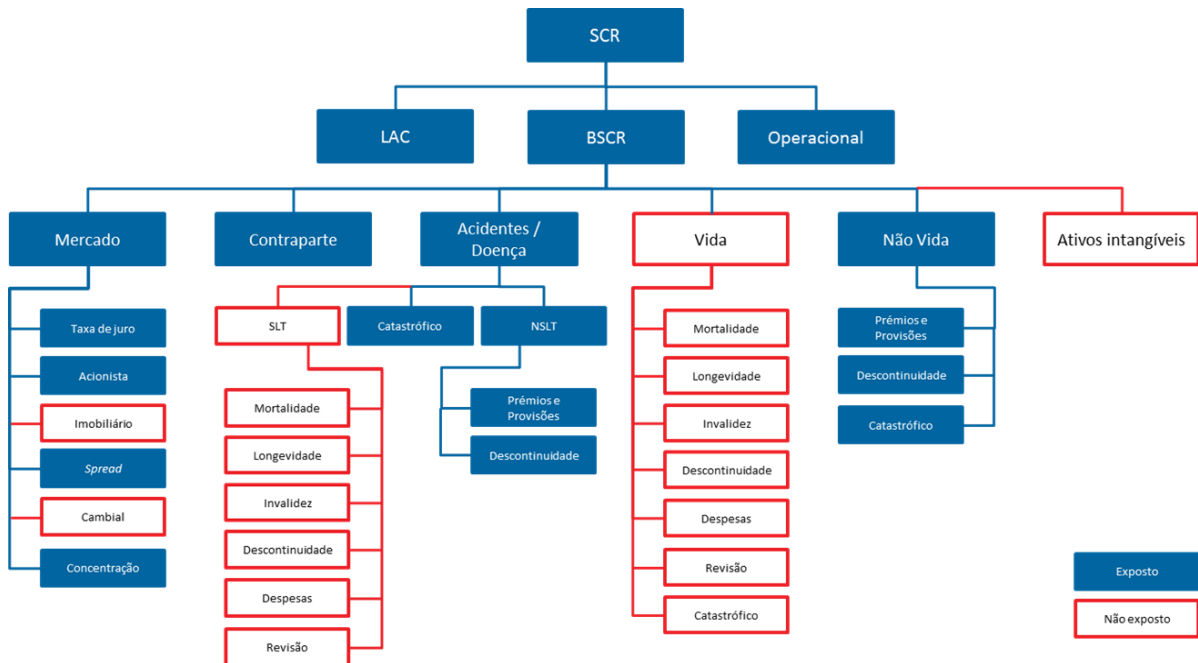 SCR
LAC
BSCR
Operacional
Mercado
Contraparte
Acidentes /
Doença
Vida
Não Vida
Ativos intangíveis
Taxa de juro
Acionista
Imobiliário
Spread
Cambial
Concentração
SLT
Catastrófico
NSLT
Mortalidade
Longevidade
Invalidez
Descontinuidade
Despesas
Revisão
Prémios e
Provisões
Descontinuidade
Mortalidade
Longevidade
Invalidez
Descontinuidade
Despesas
Revisão
Catastrófico
Prémios e
Provisões
Descontinuidade
Catastrófico
Exposto
Não exposto